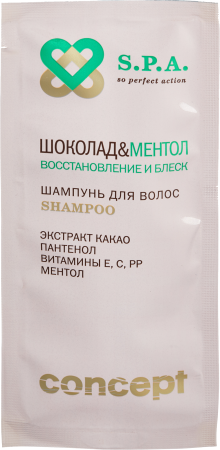 S.P.A.
so perfect action
ШОКОЛАД&МЕНТОЛ
ВОССТАНОВЛЕНИЕ И БЛЕСК
ШАМПУНЬ ДЛЯ ВОЛОС
SHAMPOO
ЭКСТРАКТ КАКАО
ПАНТЕНОЛ
ВИТАМИНЫ Е, С, РР
МЕНТОЛ
concept